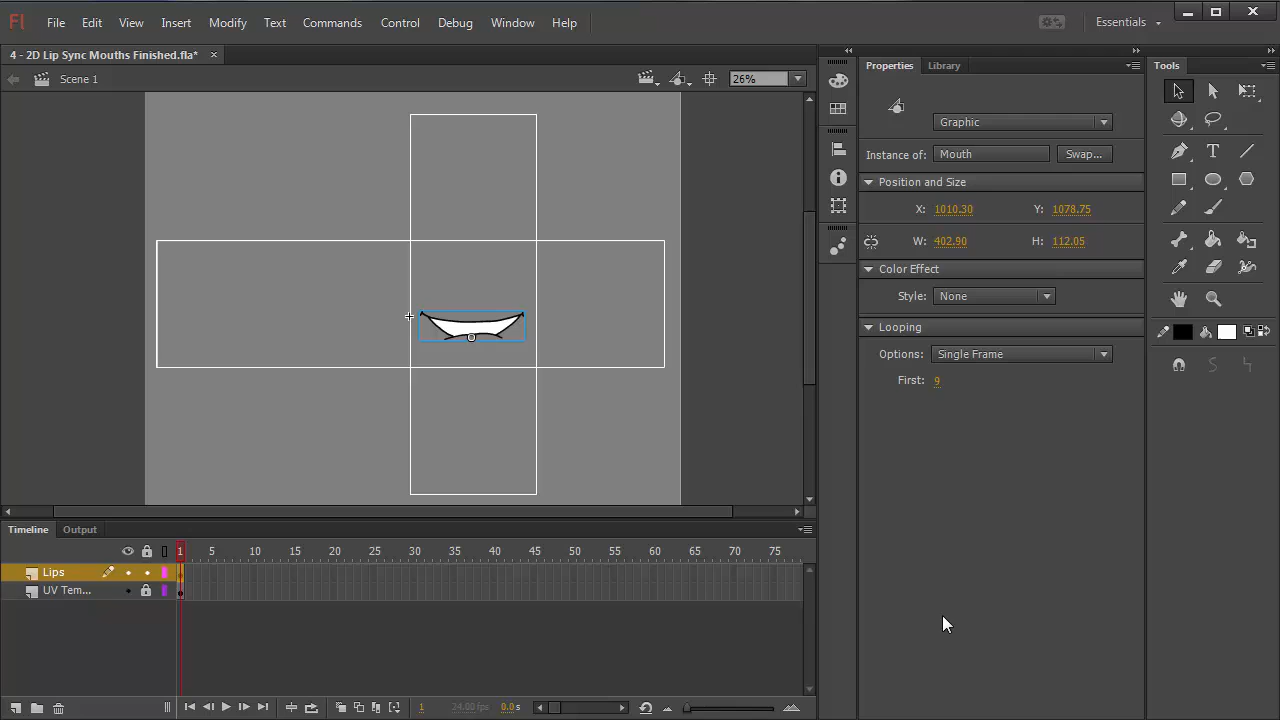 Fl File Edit View Insert Modify Text Commands Control Debug Window Help Essentials
4 - 2D Lip Sync Mouths Finished.fla* ×
Scene 1 26%
Properties Library
Tools
Graphic
Instance of: Mouth Swap...
Position and Size
X: 1010.30 Y: 1078.75
W: 402.90 H: 112.05
Color Effect
Style: None
Looping
Options: Single Frame
First: 9
Timeline Output
1 5 10 15 20 25 30 35 40 45 50 55 60 65 70 75
Lips
UV Tem...
1 24.00 fps 0.0 s